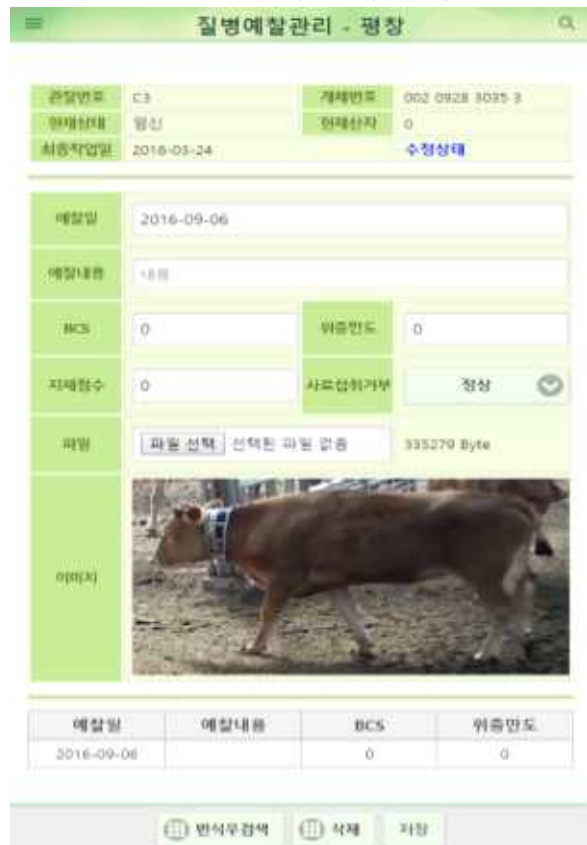 질병예찰관리 - 평창
관찰번호 C3 개체번호 002 0928 3035 3
현재상태 임신 현재산차 0
최종작업일 2016-03-24 수정상태
예찰일 2016-09-06
예찰내용 내용
BCS 0 위충만도 0
지제점수 0 사료섭취거부 정상
파일 파일 선택 선택된 파일 없음 335279 Byte
이미지
예찰일 예찰내용 BCS 위충만도
2016-09-06 0 0
번식우검색 삭제 저장